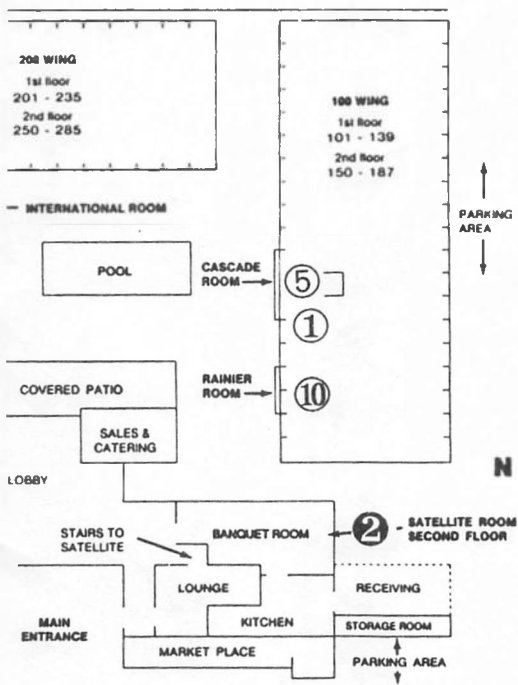 200 WING
1st floor
201 - 235
2nd floor
250 - 285
100 WING
1st floor
101 - 139
2nd floor
150 - 187
PARKING
AREA
INTERNATIONAL ROOM
POOL
CASCADE
ROOM
5
1
RAINIER
ROOM
10
COVERED PATIO
SALES &
CATERING
LOBBY
N
STAIRS TO
SATELLITE
BANQUET ROOM
2
- SATELLITE ROOM
SECOND FLOOR
LOUNGE
RECEIVING
KITCHEN
STORAGE ROOM
MAIN
ENTRANCE
MARKET PLACE
PARKING AREA